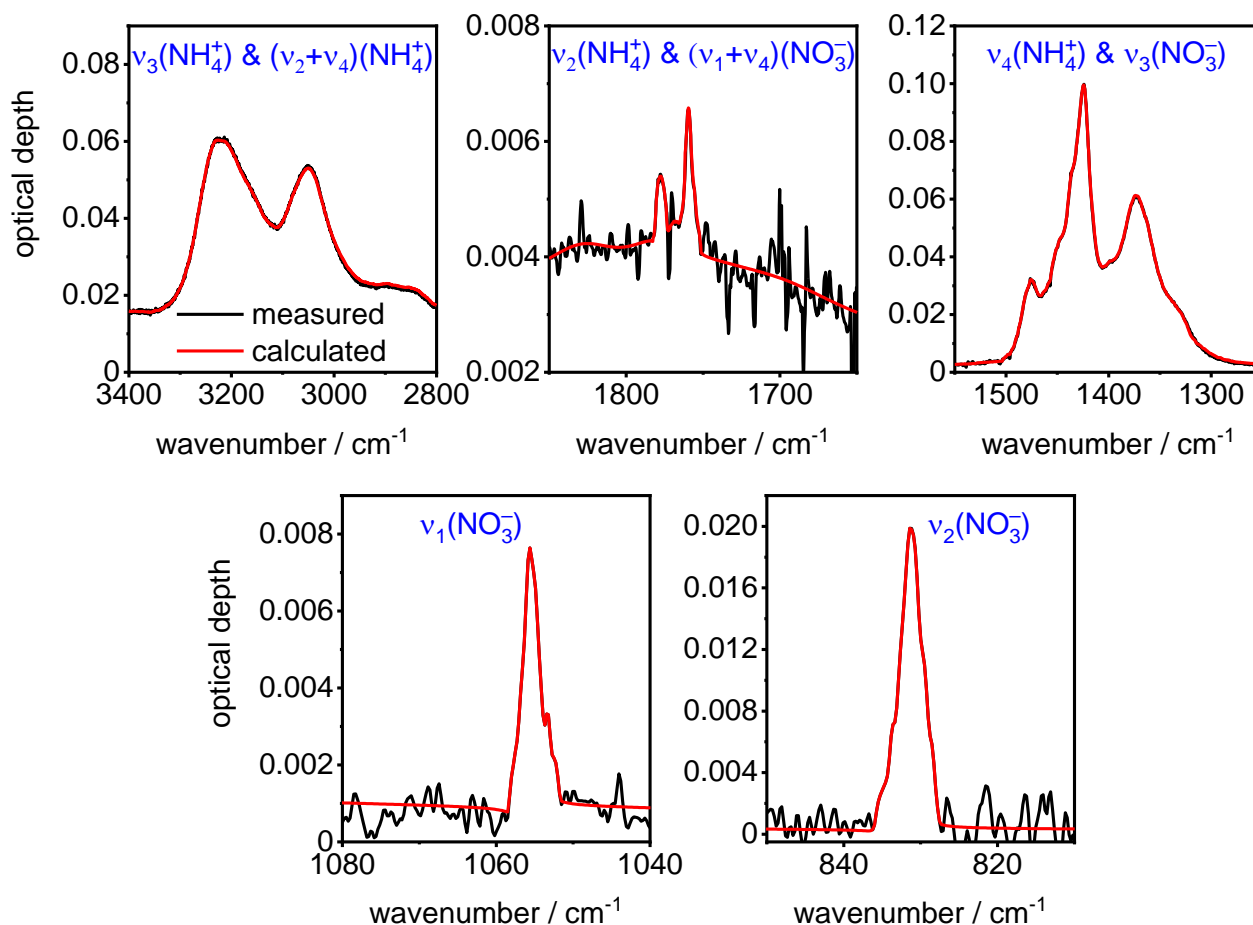 ν₃(NH₄⁺) & (ν₂+ν₄)(NH₄⁺)
0.08
0.06
0.04
0.02
0
optical depth
measured
calculated
3400 3200 3000 2800
wavenumber / cm⁻¹
ν₂(NH₄⁺) & (ν₁+ν₄)(NO₃⁻)
0.008
0.006
0.004
0.002
1800 1700
wavenumber / cm⁻¹
ν₄(NH₄⁺) & ν₃(NO₃⁻)
0.12
0.10
0.08
0.06
0.04
0.02
0
1500 1400 1300
wavenumber / cm⁻¹
ν₁(NO₃⁻)
0.008
0.006
0.004
0.002
0
optical depth
1080 1060 1040
wavenumber / cm⁻¹
ν₂(NO₃⁻)
0.020
0.016
0.012
0.008
0.004
0
840 820
wavenumber / cm⁻¹